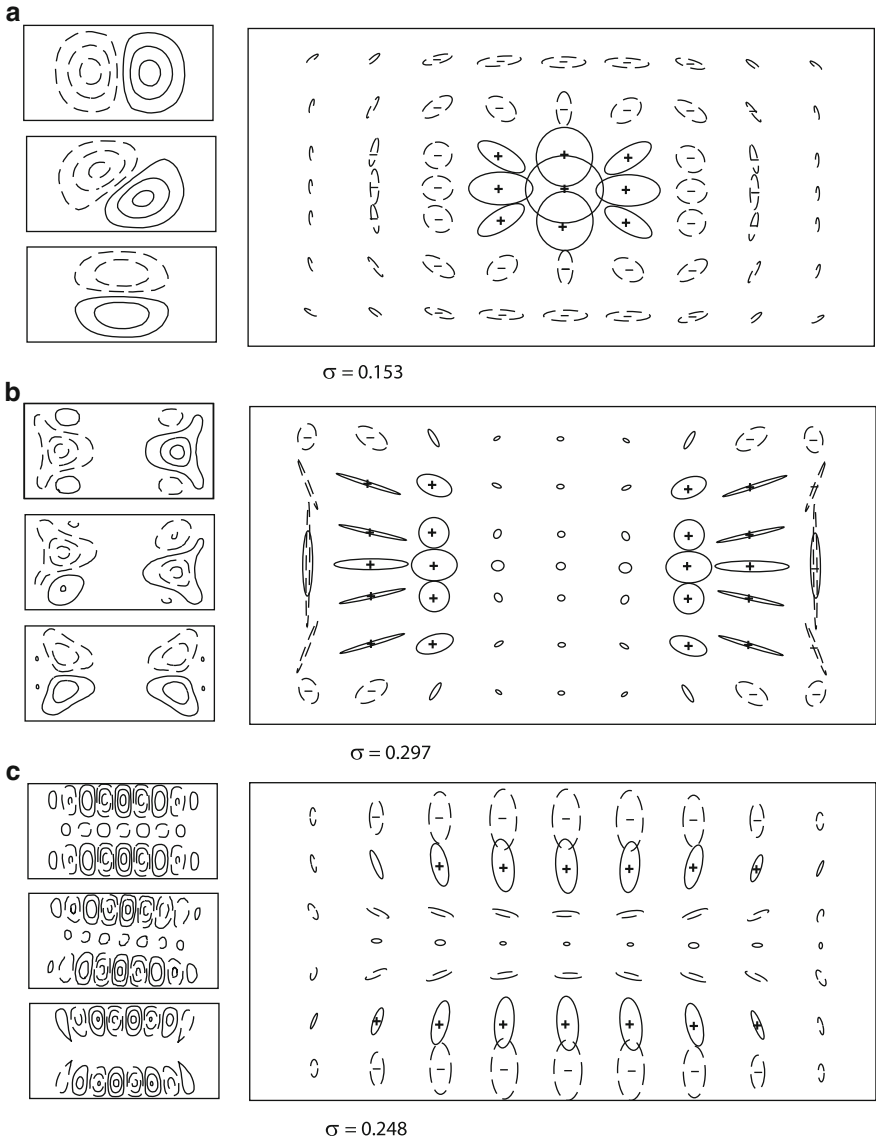 a
σ = 0.153
b
σ = 0.297
c
σ = 0.248